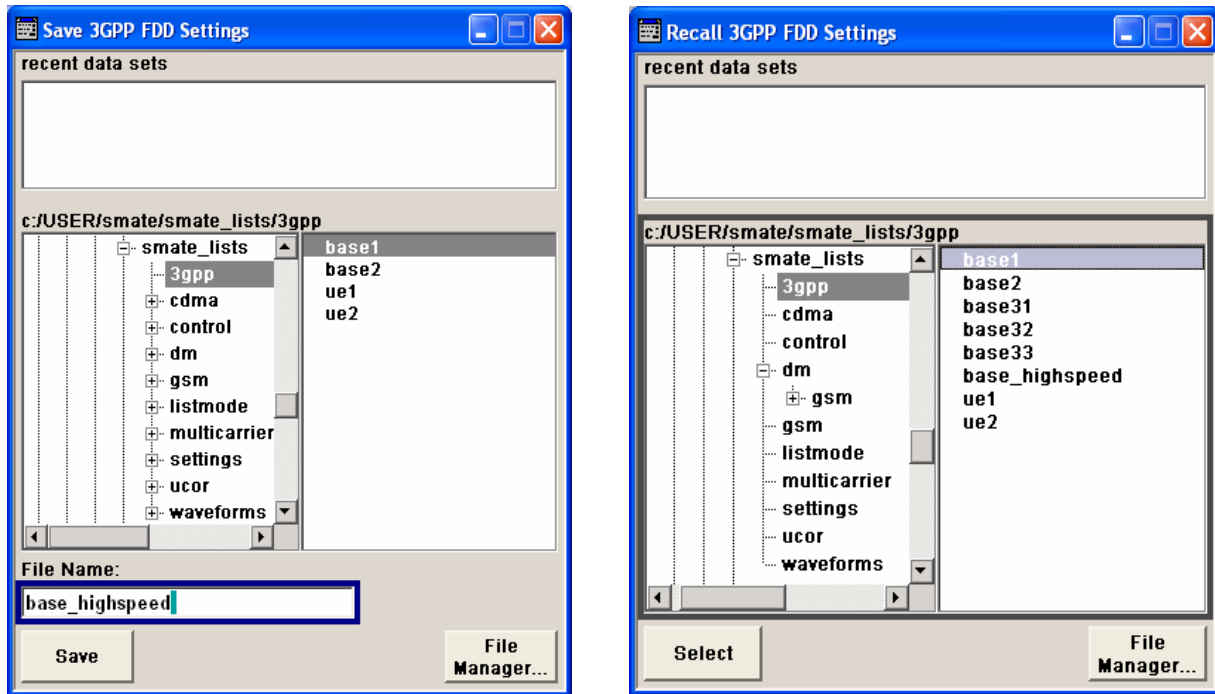 Save 3GPP FDD Settings
recent data sets
c:/USER/smate/smate_lists/3gpp
smate_lists
3gpp
cdma
control
dm
gsm
listmode
multicarrier
settings
ucor
waveforms
base1
base2
ue1
ue2
File Name:
base_highspeed
Save
File
Manager...
Recall 3GPP FDD Settings
recent data sets
c:/USER/smate/smate_lists/3gpp
smate_lists
3gpp
cdma
control
dm
gsm
gsm
listmode
multicarrier
settings
ucor
waveforms
base1
base2
base31
base32
base33
base_highspeed
ue1
ue2
Select
File
Manager...